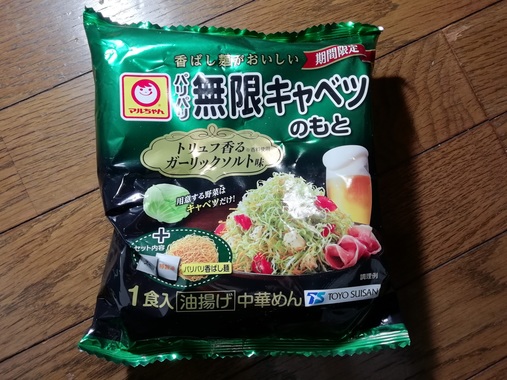 香ばし麺がおいしい
期間限定
マルちゃん
パリパリ
無限キャベツ
のもと
トリュフ香る
ガーリックソルト味
用意する野菜は
キャベツだけ!
+
セット内容
パリパリ香ばし麺
調理例
1食入 油揚げ 中華めん
TS TOYO SUISAN